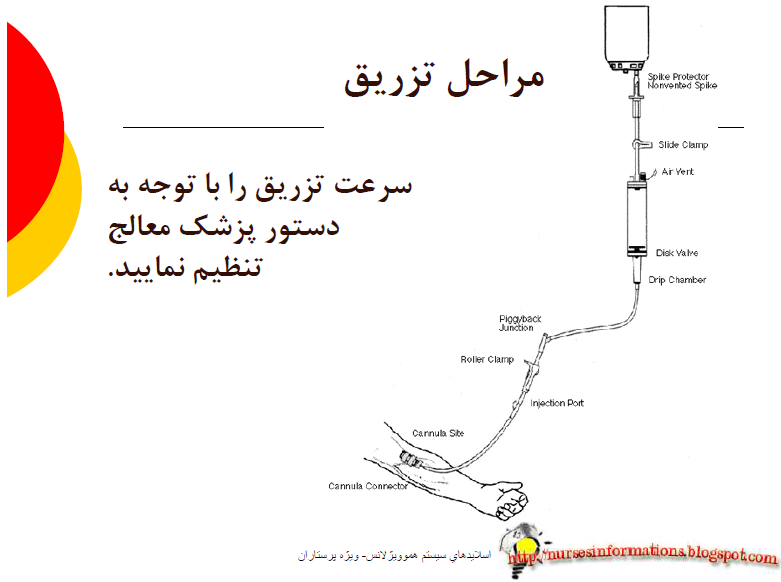 مراحل تزریق
سرعت تزریق را با توجه به
دستور پزشک معالج
تنظیم نمایید.
Spike Protector
Nonvented Spike
Slide Clamp
Air Vent
Disk Valve
Drip Chamber
Piggyback
Junction
Roller Clamp
Injection Port
Cannula Site
Cannula Connector
اسلایدهاي سیستم هموویژلانس- ویژه پرستاران
http://nursesinformations.blogspot.com